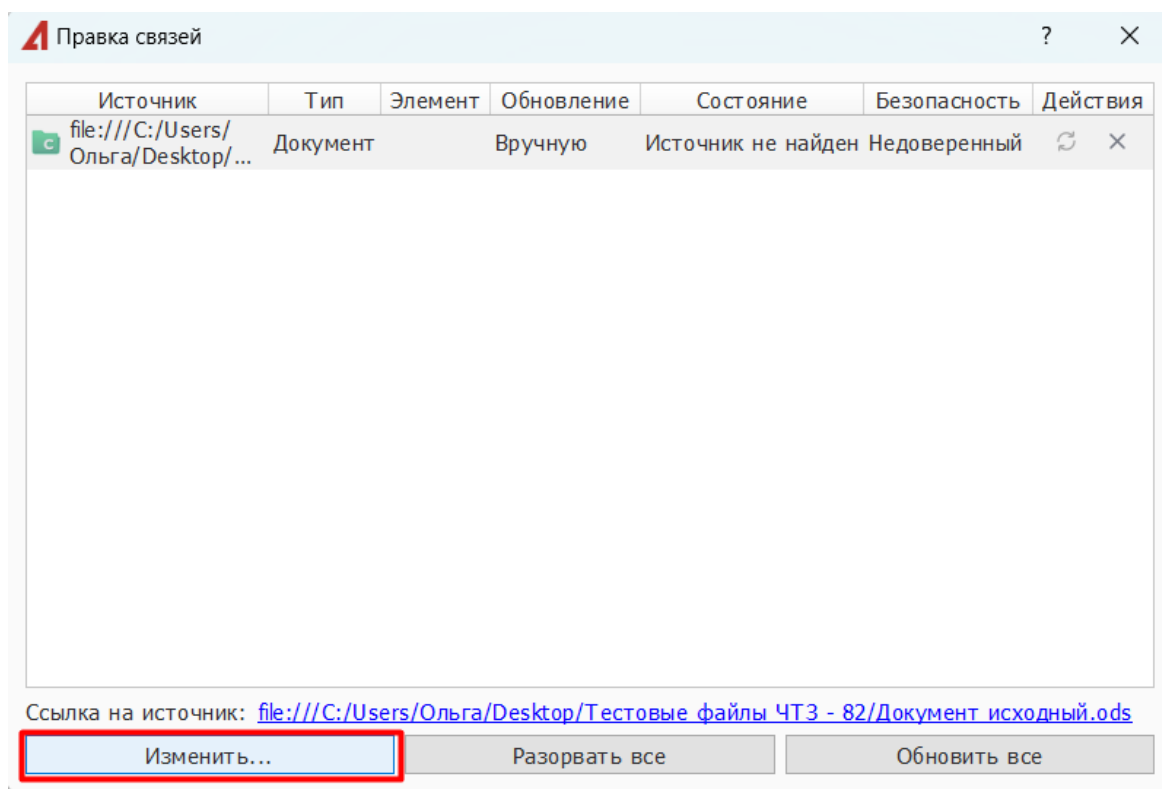 Правка связей ?
Источник Тип Элемент Обновление Состояние Безопасность Действия
file:///C:/Users/
Ольга/Desktop/... Документ Вручную Источник не найден Недоверенный
Ссылка на источник: file:///C:/Users/Ольга/Desktop/Тестовые файлы ЧТЗ - 82/Документ исходный.ods
Изменить... Разорвать все Обновить все